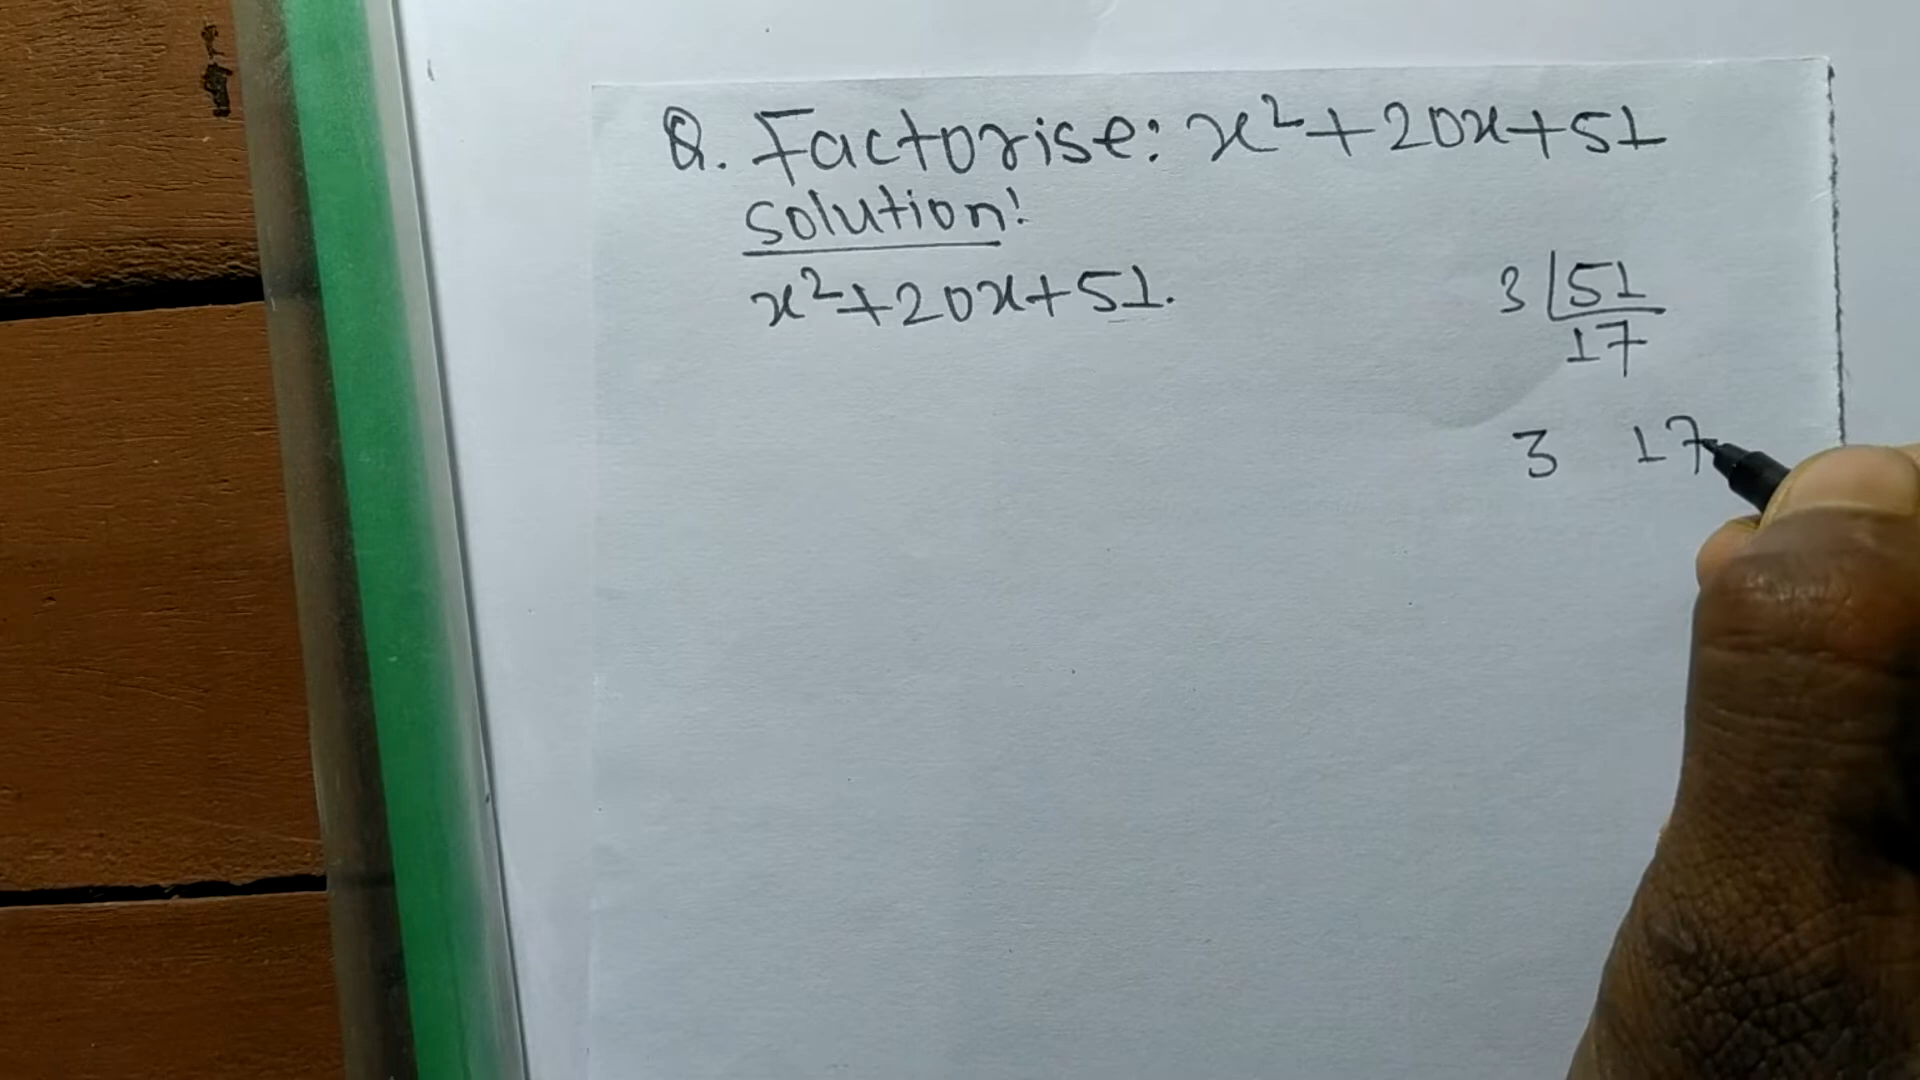 Q. Factorise: x²+20x+51
Solution:
x²+20x+51.
3 |51
17
3 17